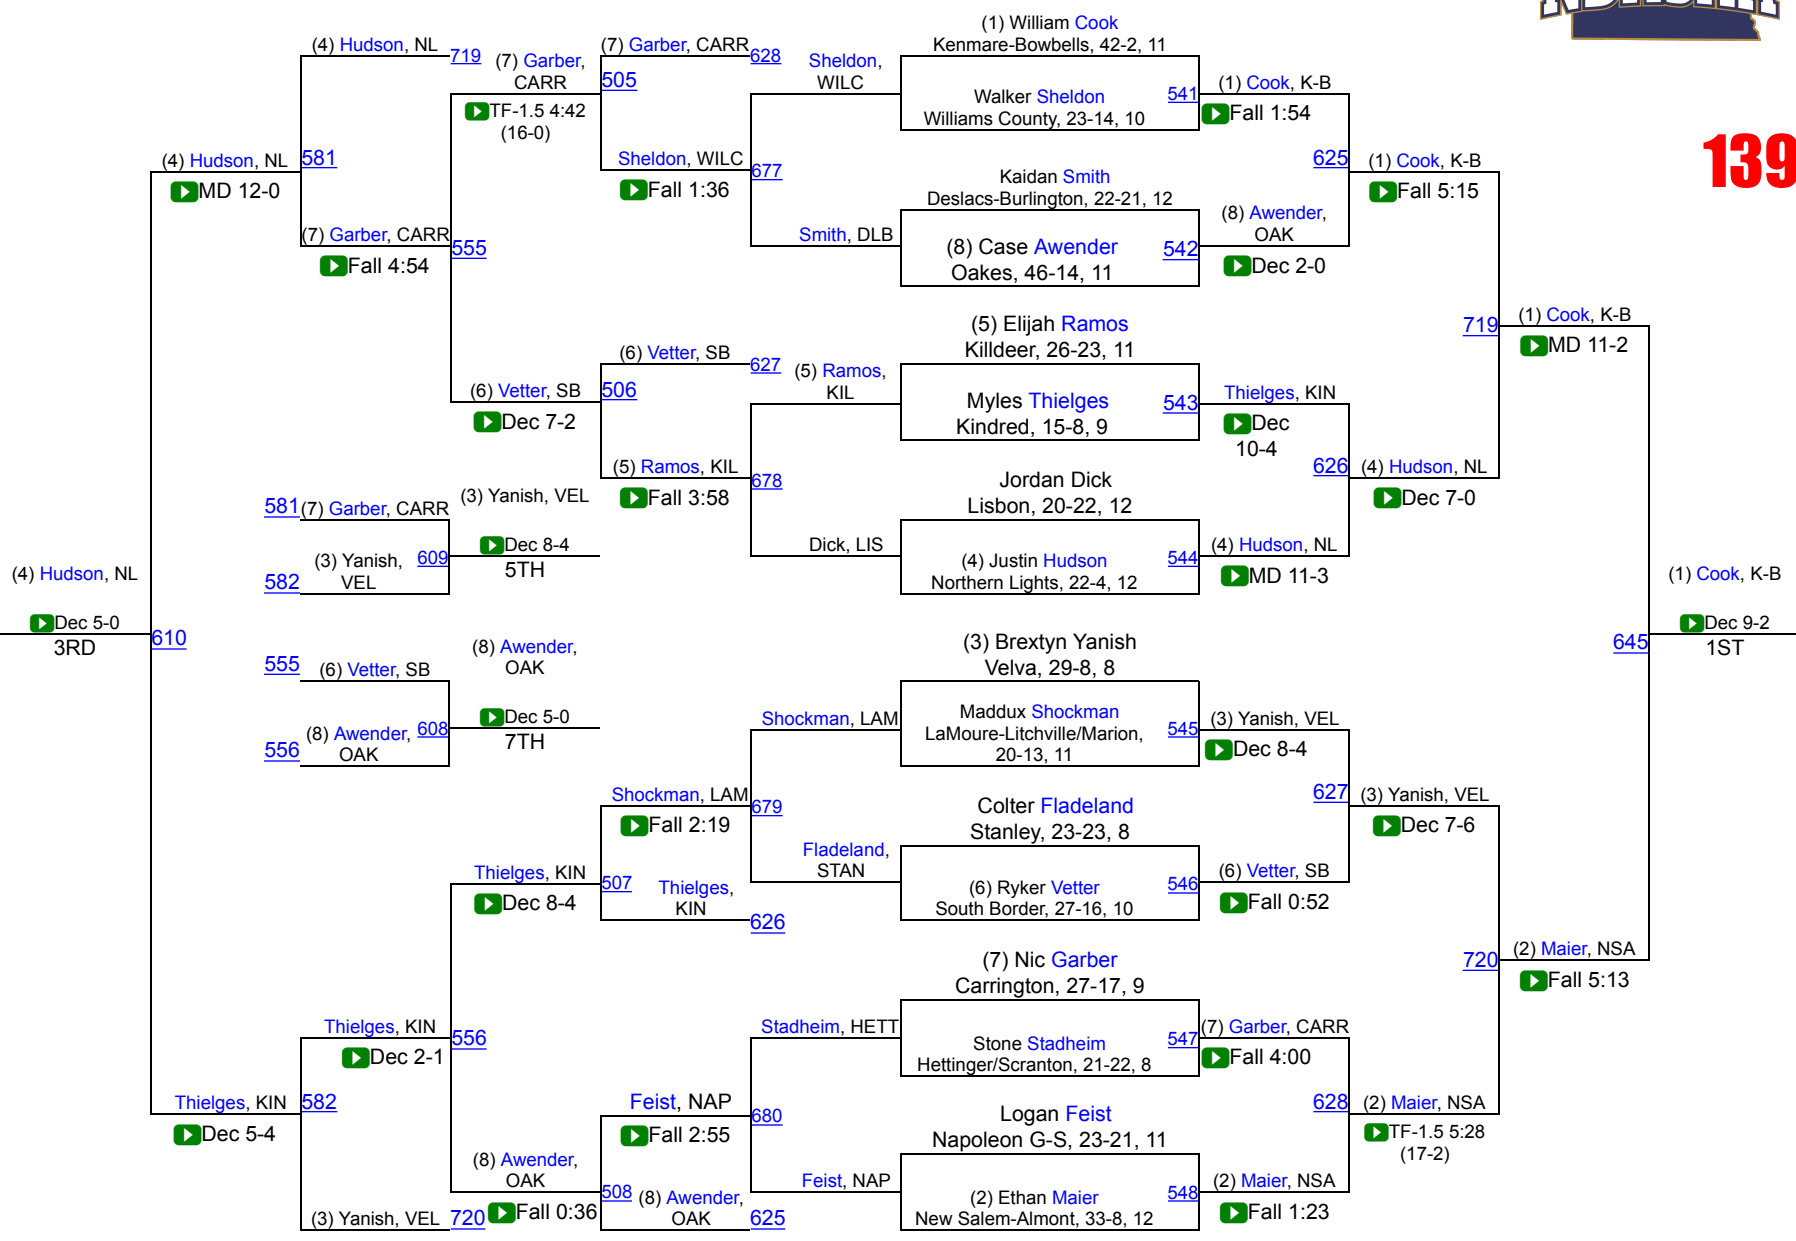 NDHSAA
139
(4) Hudson, NL
719
(7) Garber,
CARR
TF-1.5 4:42
(16-0)
(7) Garber, CARR
628
505
Sheldon, WILC
Fall 1:36
677
Sheldon,
WILC
Smith, DLB
(4) Hudson, NL
MD 12-0
581
(7) Garber, CARR
Fall 4:54
555
(6) Vetter, SB
Dec 7-2
(6) Vetter, SB
627
506
(5) Ramos, KIL
Fall 3:58
678
(5) Ramos,
KIL
Dick, LIS
581
(7) Garber, CARR
(3) Yanish,
VEL
582
609
(3) Yanish, VEL
Dec 8-4
5TH
(4) Hudson, NL
Dec 5-0
3RD
610
555
(6) Vetter, SB
(8) Awender,
OAK
556
608
(8) Awender,
OAK
Dec 5-0
7TH
Shockman, LAM
Shockman, LAM
Fall 2:19
679
Fladeland,
STAN
Thielges, KIN
Dec 8-4
507
Thielges,
KIN
626
Thielges, KIN
Dec 2-1
556
Thielges, KIN
Dec 5-4
582
(3) Yanish, VEL
720
(8) Awender,
OAK
Fall 0:36
508
(8) Awender,
OAK
625
Feist, NAP
Fall 2:55
680
Stadheim, HETT
Feist, NAP
(1) William Cook
Kenmare-Bowbells, 42-2, 11
Walker Sheldon
Williams County, 23-14, 10
541
Kaidan Smith
Deslacs-Burlington, 22-21, 12
(8) Case Awender
Oakes, 46-14, 11
542
(5) Elijah Ramos
Killdeer, 26-23, 11
Myles Thielges
Kindred, 15-8, 9
543
Jordan Dick
Lisbon, 20-22, 12
(4) Justin Hudson
Northern Lights, 22-4, 12
544
(3) Brextyn Yanish
Velva, 29-8, 8
Maddux Shockman
LaMoure-Litchville/Marion,
20-13, 11
545
Colter Fladeland
Stanley, 23-23, 8
(6) Ryker Vetter
South Border, 27-16, 10
546
(7) Nic Garber
Carrington, 27-17, 9
Stone Stadheim
Hettinger/Scranton, 21-22, 8
547
Logan Feist
Napoleon G-S, 23-21, 11
(2) Ethan Maier
New Salem-Almont, 33-8, 12
548
(1) Cook, K-B
Fall 1:54
625
(8) Awender,
OAK
Dec 2-0
Thielges, KIN
Dec
10-4
626
(4) Hudson, NL
MD 11-3
(3) Yanish, VEL
Dec 8-4
627
(6) Vetter, SB
Fall 0:52
(7) Garber, CARR
Fall 4:00
628
(2) Maier, NSA
Fall 1:23
(1) Cook, K-B
Fall 5:15
719
(4) Hudson, NL
Dec 7-0
(3) Yanish, VEL
Dec 7-6
720
(2) Maier, NSA
TF-1.5 5:28
(17-2)
(1) Cook, K-B
MD 11-2
645
(2) Maier, NSA
Fall 5:13
(1) Cook, K-B
Dec 9-2
1ST